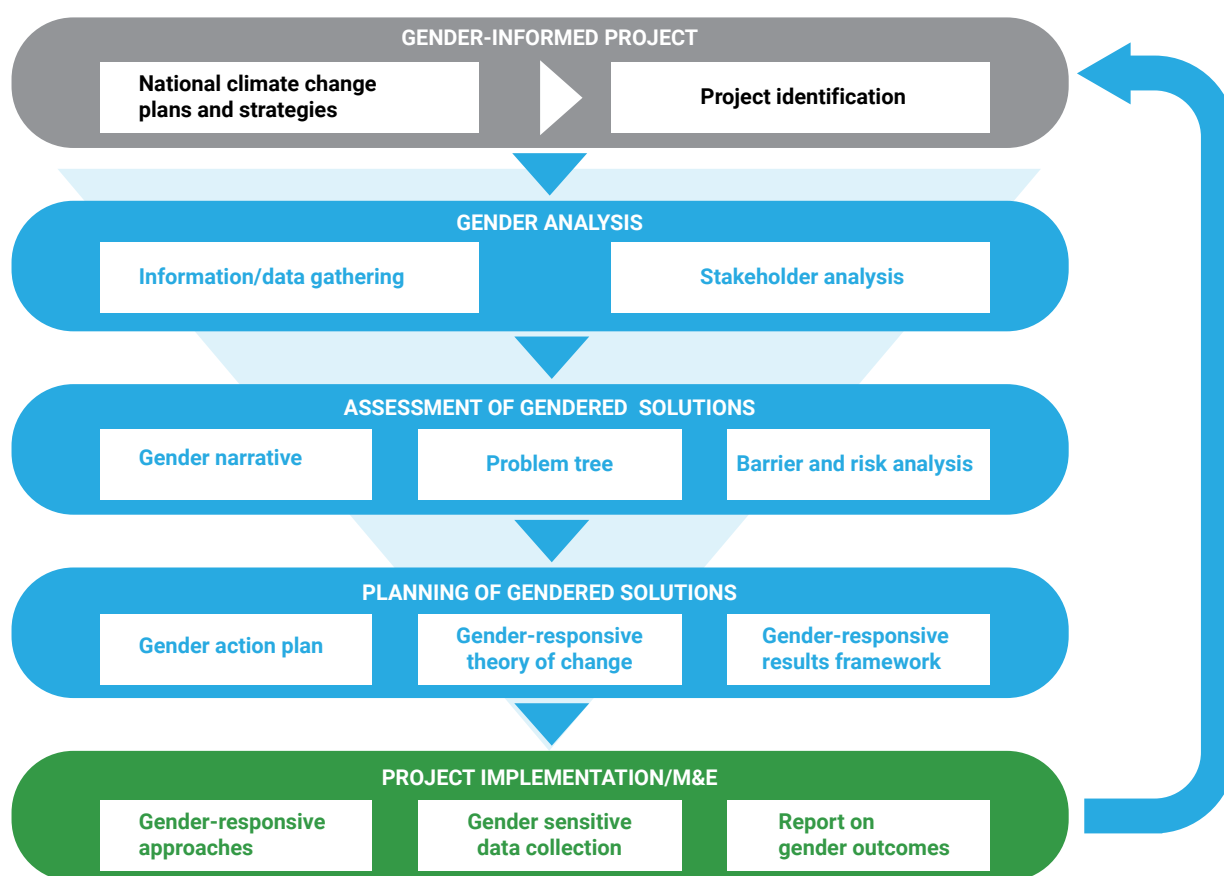 GENDER-INFORMED PROJECT
National climate change
plans and strategies
Project identification
GENDER ANALYSIS
Information/data gathering
Stakeholder analysis
ASSESSMENT OF GENDERED SOLUTIONS
Gender narrative
Problem tree
Barrier and risk analysis
PLANNING OF GENDERED SOLUTIONS
Gender action plan
Gender-responsive
theory of change
Gender-responsive
results framework
PROJECT IMPLEMENTATION/M&E
Gender-responsive
approaches
Gender sensitive
data collection
Report on
gender outcomes